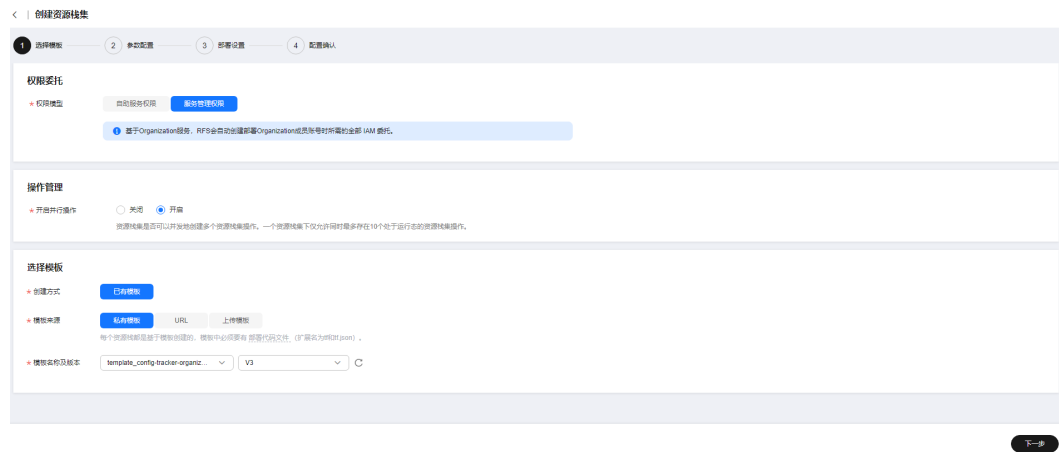 创建资源栈集
1 选择模板 2 参数配置 3 部署设置 4 配置确认
权限委托
* 权限模型 自助服务权限 服务管理权限
基于Organization服务，RFS会自动创建部署Organization成员账号时所需的全部 IAM 委托。
操作管理
* 开启并行操作 关闭 开启
资源栈集是否可以并发地创建多个资源栈集操作。一个资源栈集下仅允许同时最多存在10个处于运行态的资源栈集操作。
选择模板
* 创建方式 已有模板
* 模板来源 私有模板 URL 上传模板
每个资源栈都是基于模板创建的，模板中必须要有 部署代码文件 （扩展名为tf和tf.json）。
* 模板名称及版本 template_config-tracker-organiz... V3
下一步